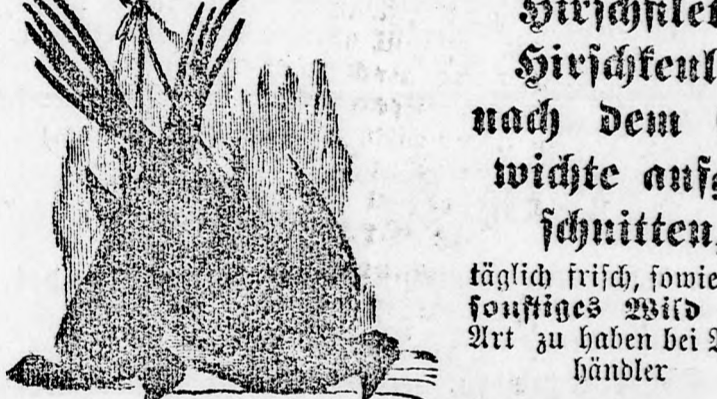 Hirschfilet
Hirschkeul
nach dem
wichte aufg
schnitten,
täglich frisch, sowie
sonstiges Wild
Art zu haben bei
händler